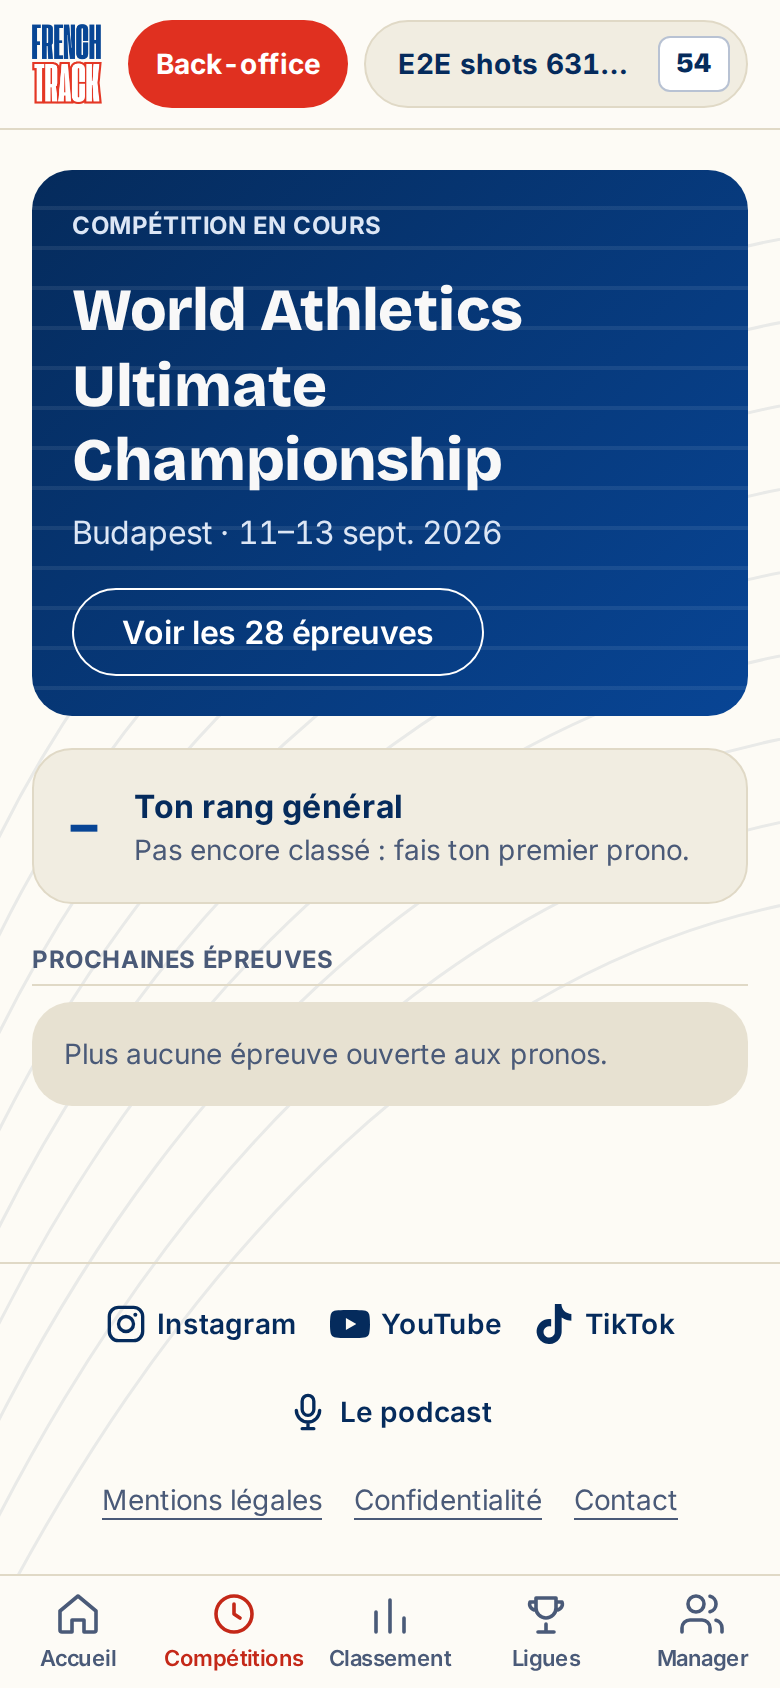 FRENCH
TRACK
Back-office
E2E shots 631...
54
COMPÉTITION EN COURS
World Athletics
Ultimate
Championship
Budapest · 11–13 sept. 2026
Voir les 28 épreuves
–
Ton rang général
Pas encore classé : fais ton premier prono.
PROCHAINES ÉPREUVES
Plus aucune épreuve ouverte aux pronos.
Instagram
YouTube
TikTok
Le podcast
Mentions légales
Confidentialité
Contact
Accueil
Compétitions
Classement
Ligues
Manager